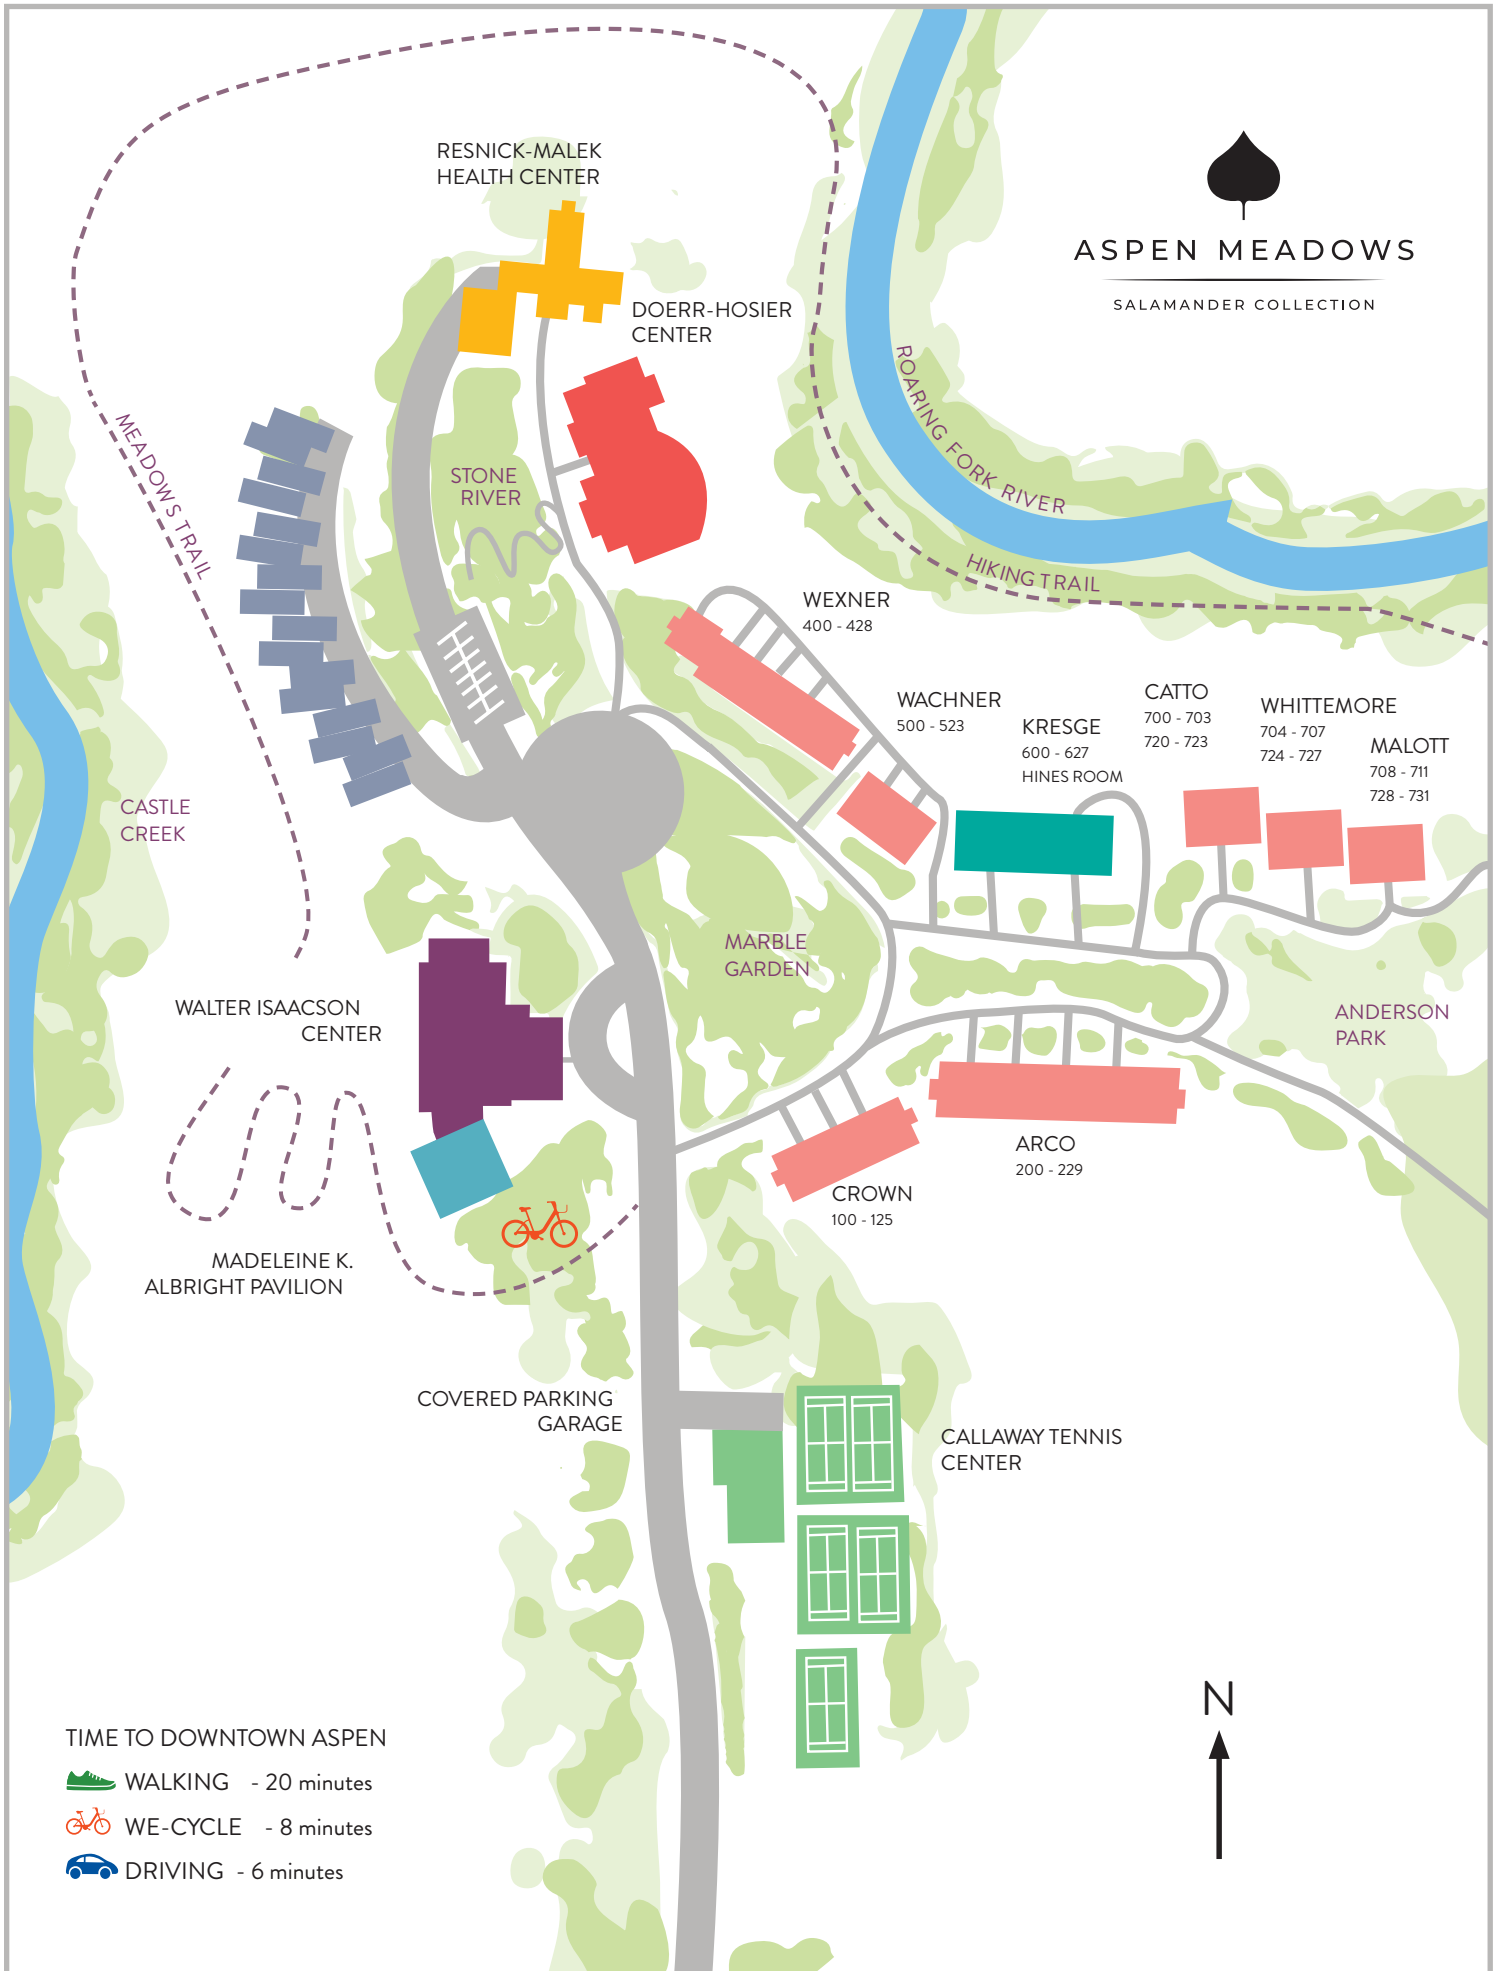 RESNICK-MALEK
HEALTH CENTER
ASPEN MEADOWS
SALAMANDER COLLECTION
DOERR-HOSIER
CENTER
ROARING FORK RIVER
MEADOWS TRAIL
STONE
RIVER
HIKING TRAIL
WEXNER
400 - 428
WACHNER
500 - 523
KRESGE
600 - 627
HINES ROOM
CATTO
700 - 703
720 - 723
WHITTEMORE
704 - 707
724 - 727
MALOTT
708 - 711
728 - 731
CASTLE
CREEK
MARBLE
GARDEN
WALTER ISAACSON
CENTER
ANDERSON
PARK
ARCO
200 - 229
CROWN
100 - 125
MADELEINE K.
ALBRIGHT PAVILION
COVERED PARKING
GARAGE
CALLAWAY TENNIS
CENTER
N
TIME TO DOWNTOWN ASPEN
WALKING - 20 minutes
WE-CYCLE - 8 minutes
DRIVING - 6 minutes